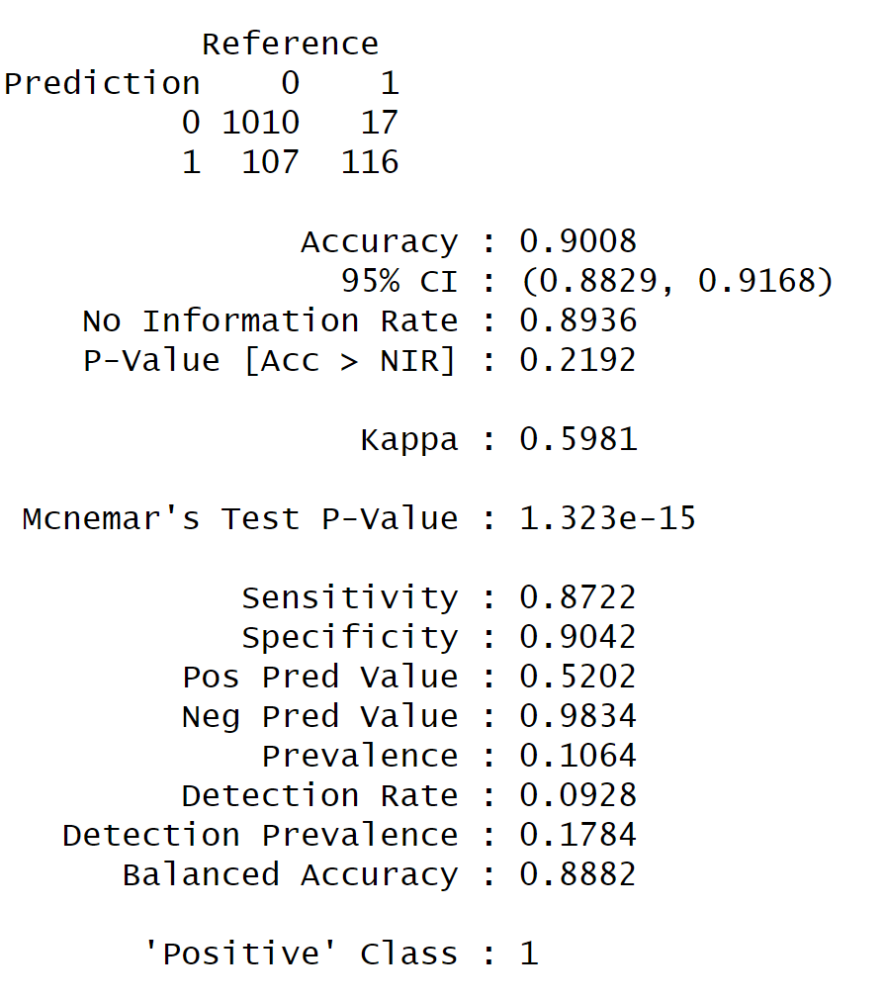 Reference
Prediction 0 1
0 1010 17
1 107 116
Accuracy : 0.9008
95% CI : (0.8829, 0.9168)
No Information Rate : 0.8936
P-Value [Acc > NIR] : 0.2192
Kappa : 0.5981
Mcnemar's Test P-Value : 1.323e-15
Sensitivity : 0.8722
Specificity : 0.9042
Pos Pred Value : 0.5202
Neg Pred Value : 0.9834
Prevalence : 0.1064
Detection Rate : 0.0928
Detection Prevalence : 0.1784
Balanced Accuracy : 0.8882
'Positive' Class : 1